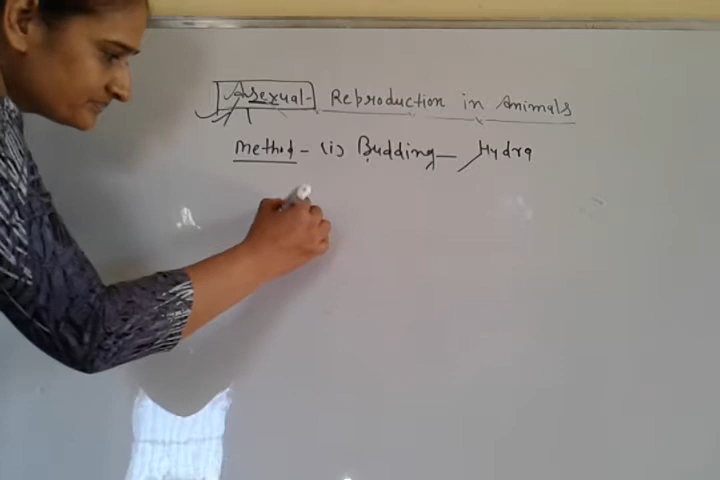 Asexual- Reproduction in Animals
Method - (i) Budding — Hydra